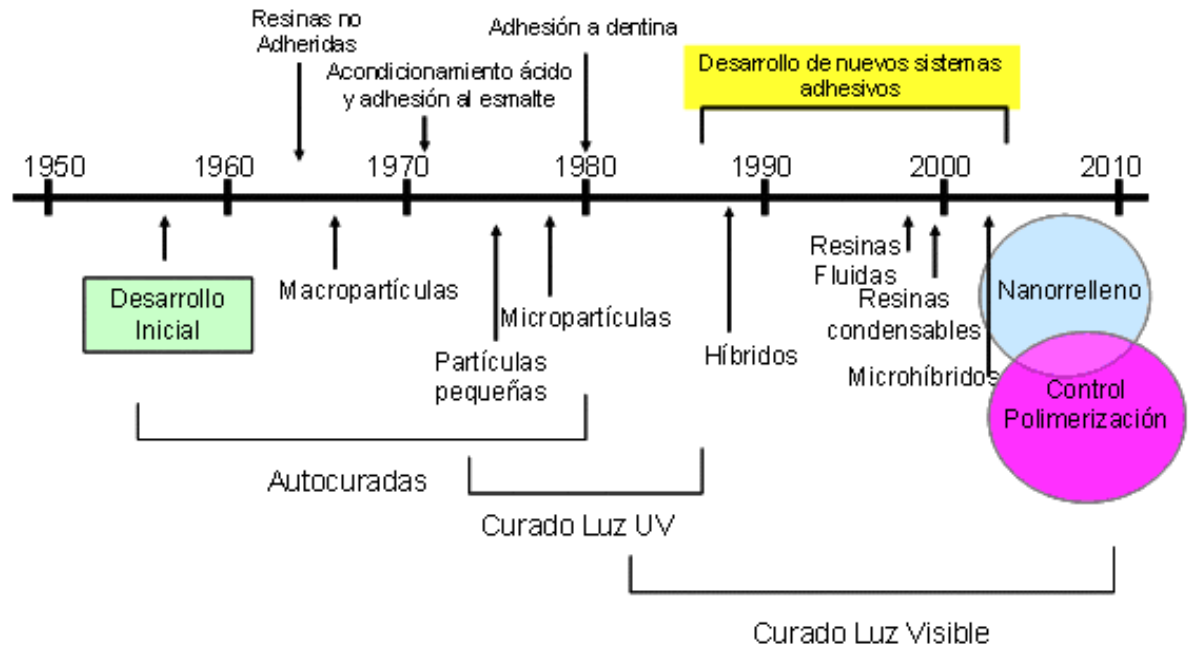 Resinas no
Adheridas
Acondicionamiento ácido
y adhesión al esmalte
Adhesión a dentina
Desarrollo de nuevos sistemas
adhesivos
1950
1960
1970
1980
1990
2000
2010
Desarrollo
Inicial
Macropartículas
Partículas
pequeñas
Micropartículas
Híbridos
Resinas
Fluidas
Resinas
condensables
Microhíbridos
Nanorrelleno
Control
Polimerización
Autocuradas
Curado Luz UV
Curado Luz Visible